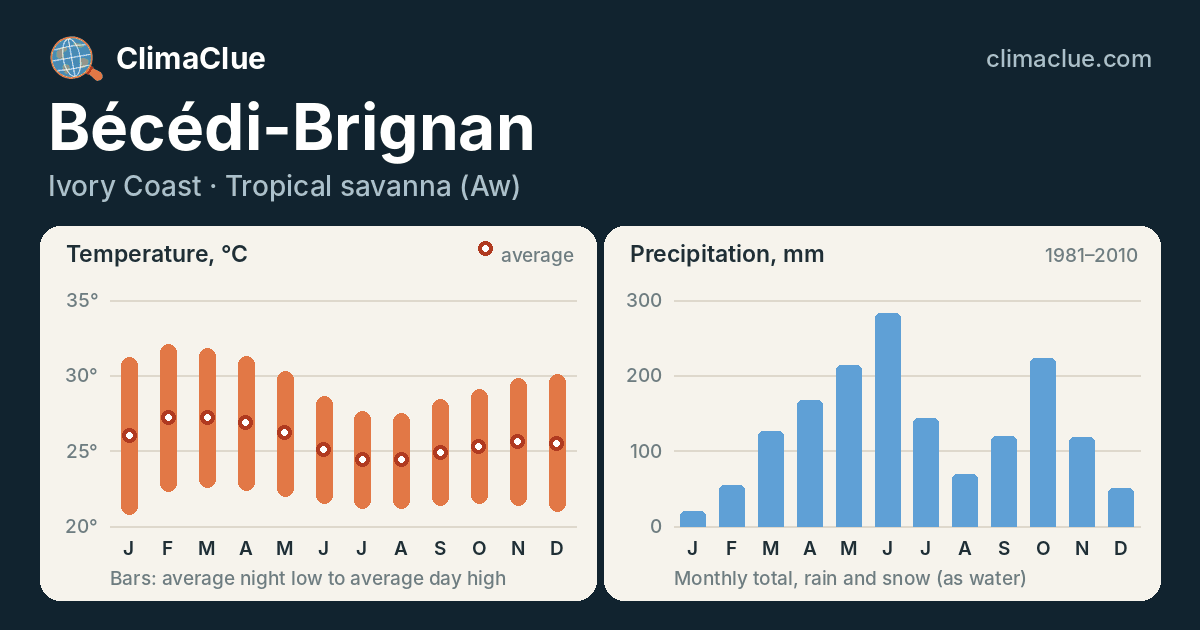 ClimaClue
climaclue.com
Bécédi-Brignan
Ivory Coast · Tropical savanna (Aw)
Temperature, °C
average
35°
30°
25°
20°
J F M A M J J A S O N D
Bars: average night low to average day high
Precipitation, mm
1981–2010
300
200
100
0
J F M A M J J A S O N D
Monthly total, rain and snow (as water)